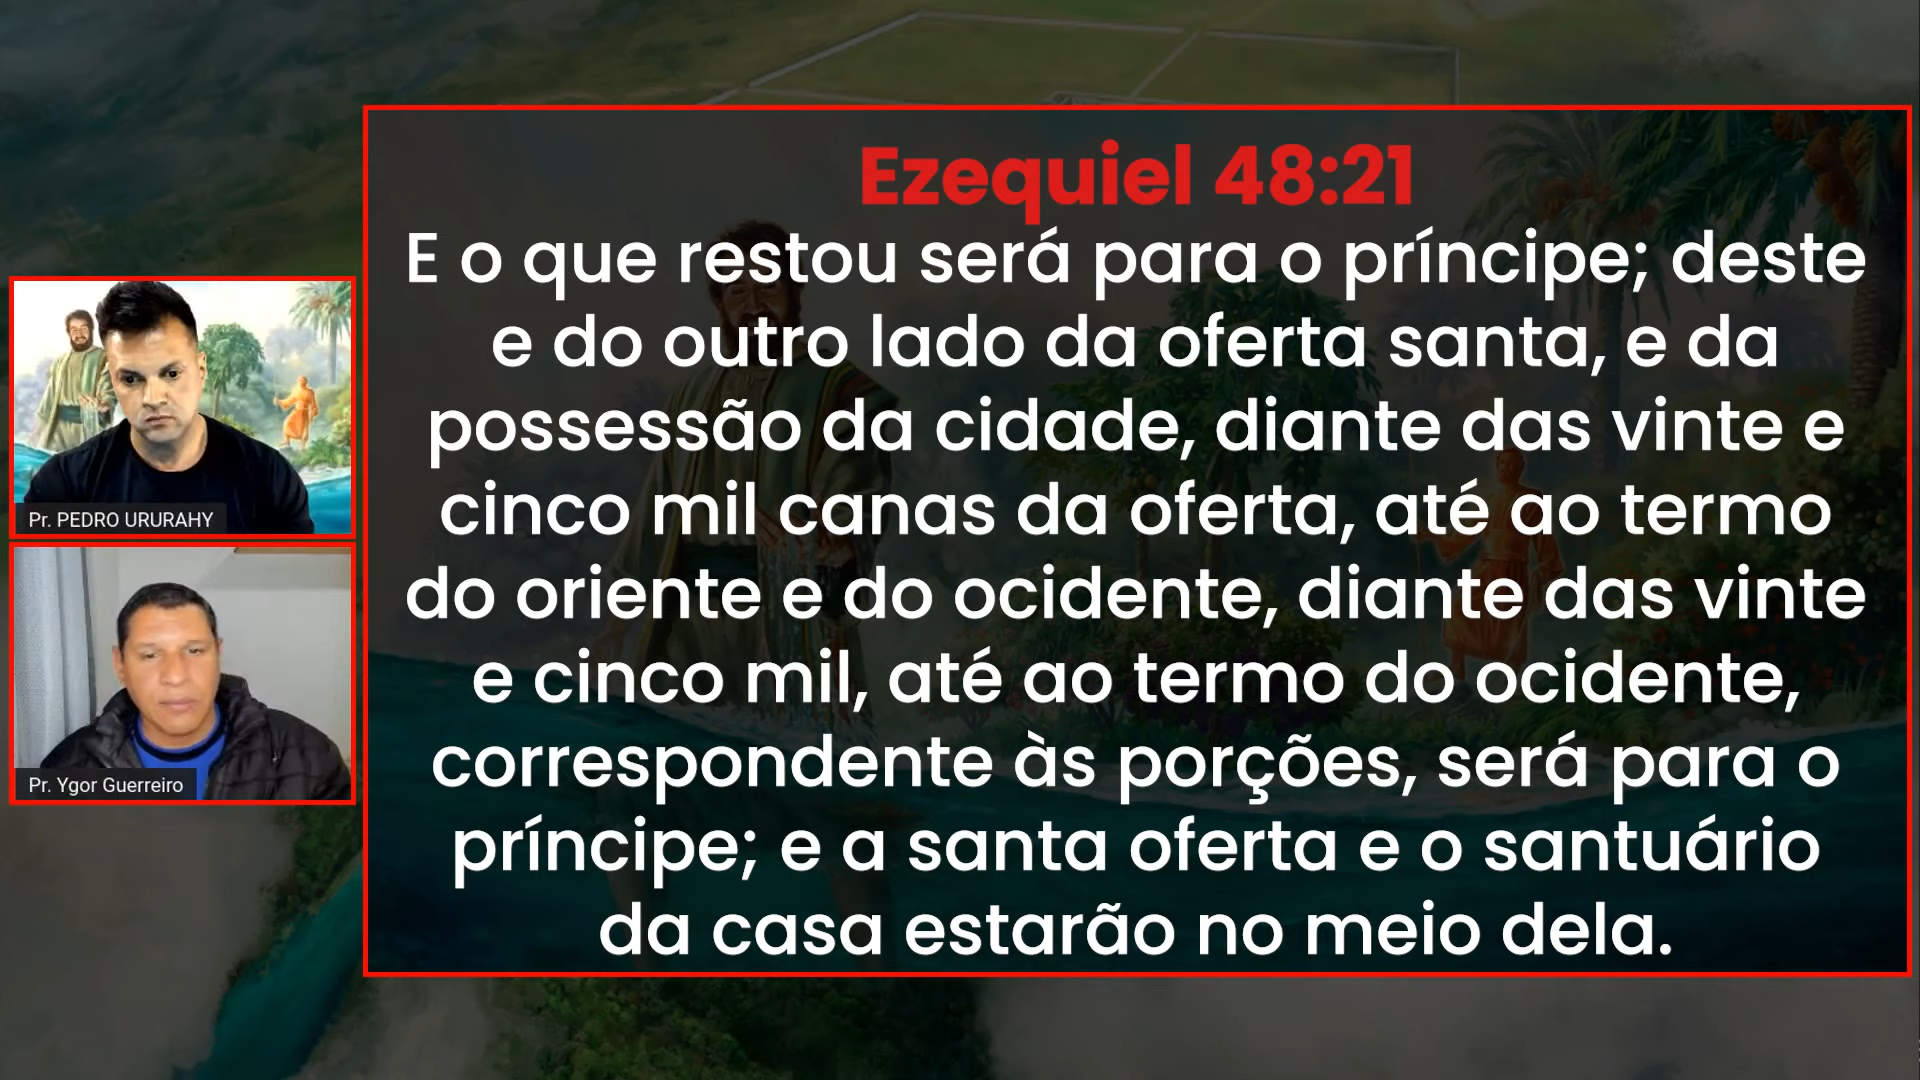 Ezequiel 48:21
E o que restou será para o príncipe; deste
e do outro lado da oferta santa, e da
possessão da cidade, diante das vinte e
cinco mil canas da oferta, até ao termo
do oriente e do ocidente, diante das vinte
e cinco mil, até ao termo do ocidente,
correspondente às porções, será para o
príncipe; e a santa oferta e o santuário
da casa estarão no meio dela.
Pr. PEDRO URURAHY
Pr. Ygor Guerreiro